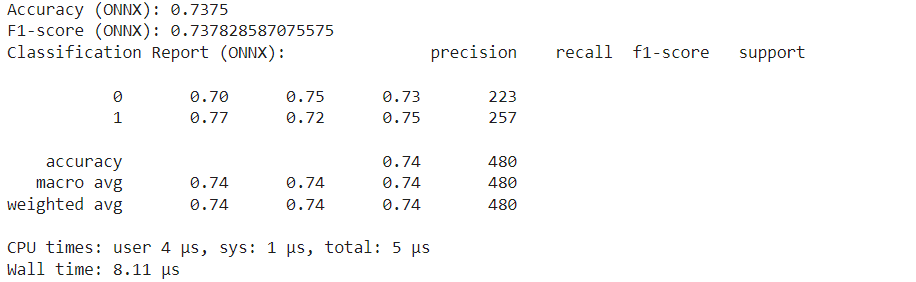 Accuracy (ONNX): 0.7375
F1-score (ONNX): 0.737828587075575
Classification Report (ONNX):               precision    recall  f1-score   support

           0       0.70      0.75      0.73       223
           1       0.77      0.72      0.75       257

    accuracy                           0.74       480
   macro avg       0.74      0.74      0.74       480
weighted avg       0.74      0.74      0.74       480

CPU times: user 4 µs, sys: 1 µs, total: 5 µs
Wall time: 8.11 µs